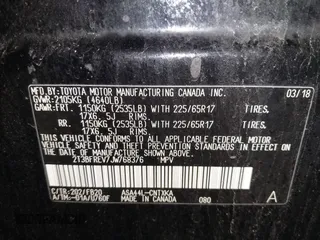 MFD.BY:TOYOTA MOTOR MANUFACTURING CANADA INC.
GVWR:2105KG (4640LB) 03/18
GAWR:FRT. 1150KG (2535LB) WITH 225/65R17 TIRES.
17X6.5J RIMS.
RR. 1150KG (2535LB) WITH 225/65R17 TIRES.
17X6.5J RIMS.
THIS VEHICLE CONFORMS TO ALL APPLICABLE
FEDERAL MOTOR VEHICLE SAFETY AND THEFT
PREVENTION STANDARDS IN EFFECT ON THE DATE
OF MANUFACTURE SHOWN ABOVE.
2T3BFREV7JW768376 MPV
C/TR:202/FB20 ASA44L-CNTXKA
A/TM:-01A/U760F MADE IN CANADA 080 A